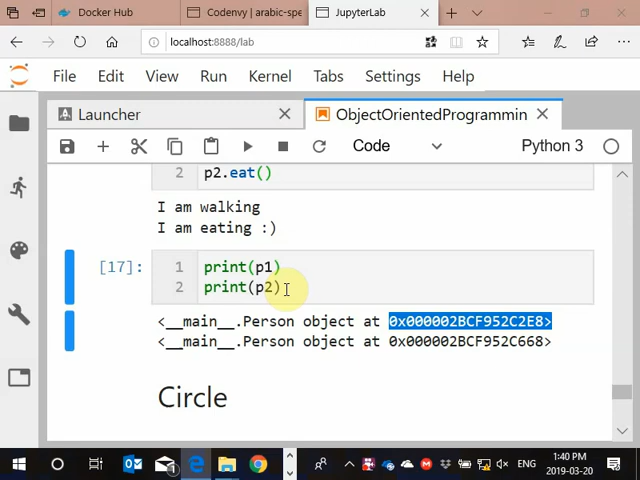 Docker Hub
Codenvy | arabic-spe
JupyterLab
localhost:8888/lab
File Edit View Run Kernel Tabs Settings Help
Launcher
ObjectOrientedProgrammin
Code
Python 3
2 p2.eat()
I am walking
I am eating :)
[17]:
1 print(p1)
2 print(p2)
<__main__.Person object at 0x000002BCF952C2E8>
<__main__.Person object at 0x000002BCF952C668>
Circle
ENG
1:40 PM
2019-03-20